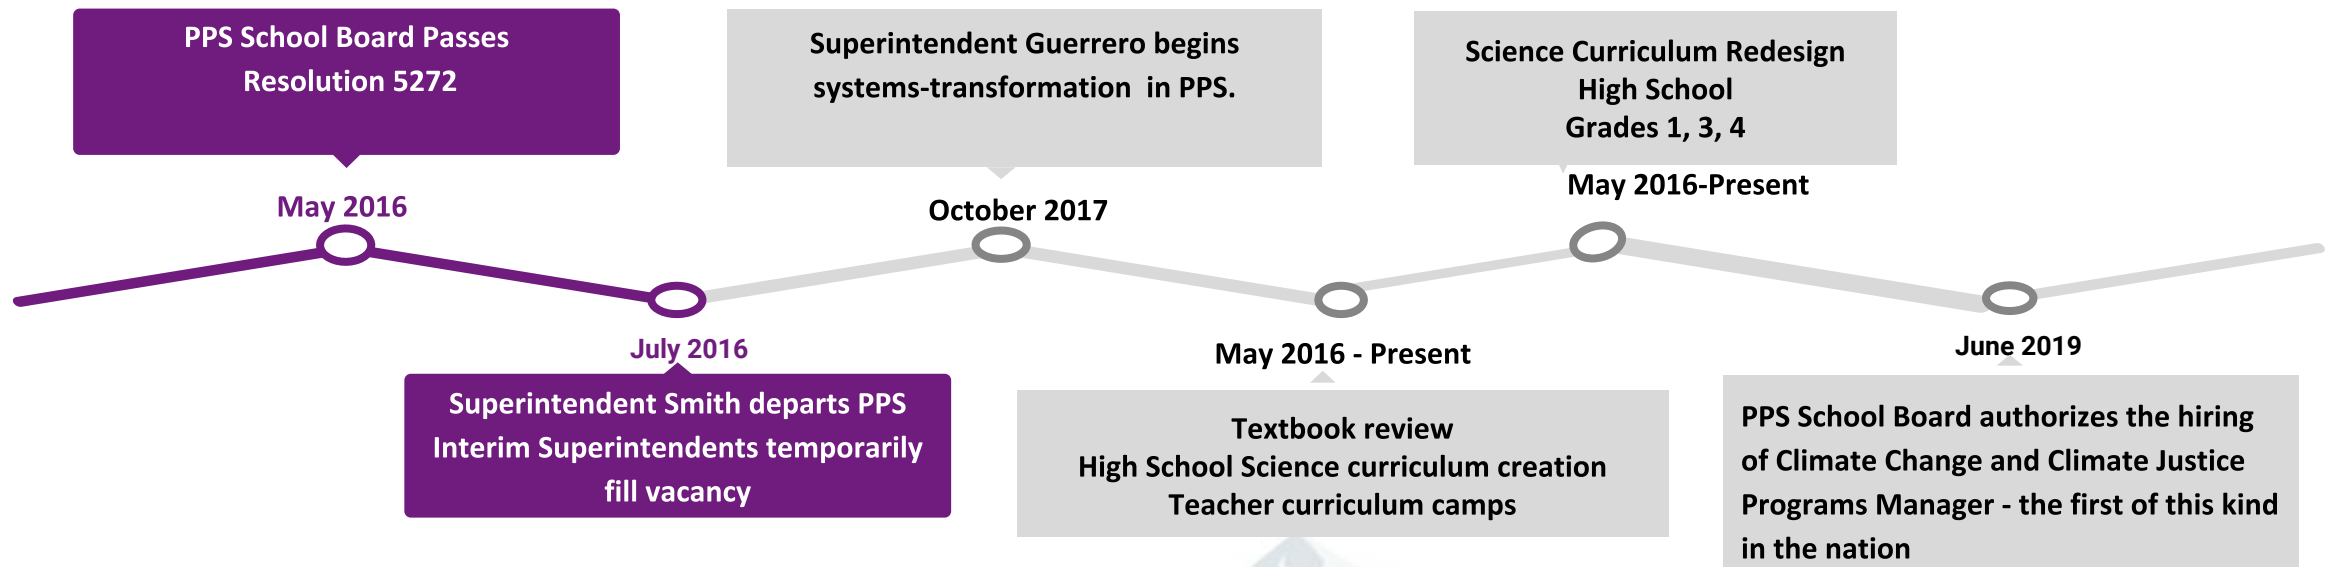 PPS School Board Passes
Resolution 5272
May 2016
July 2016
Superintendent Smith departs PPS
Interim Superintendents temporarily
fill vacancy
Superintendent Guerrero begins
systems-transformation in PPS.
October 2017
May 2016 - Present
Textbook review
High School Science curriculum creation
Teacher curriculum camps
Science Curriculum Redesign
High School
Grades 1, 3, 4
May 2016-Present
June 2019
PPS School Board authorizes the hiring
of Climate Change and Climate Justice
Programs Manager - the first of this kind
in the nation